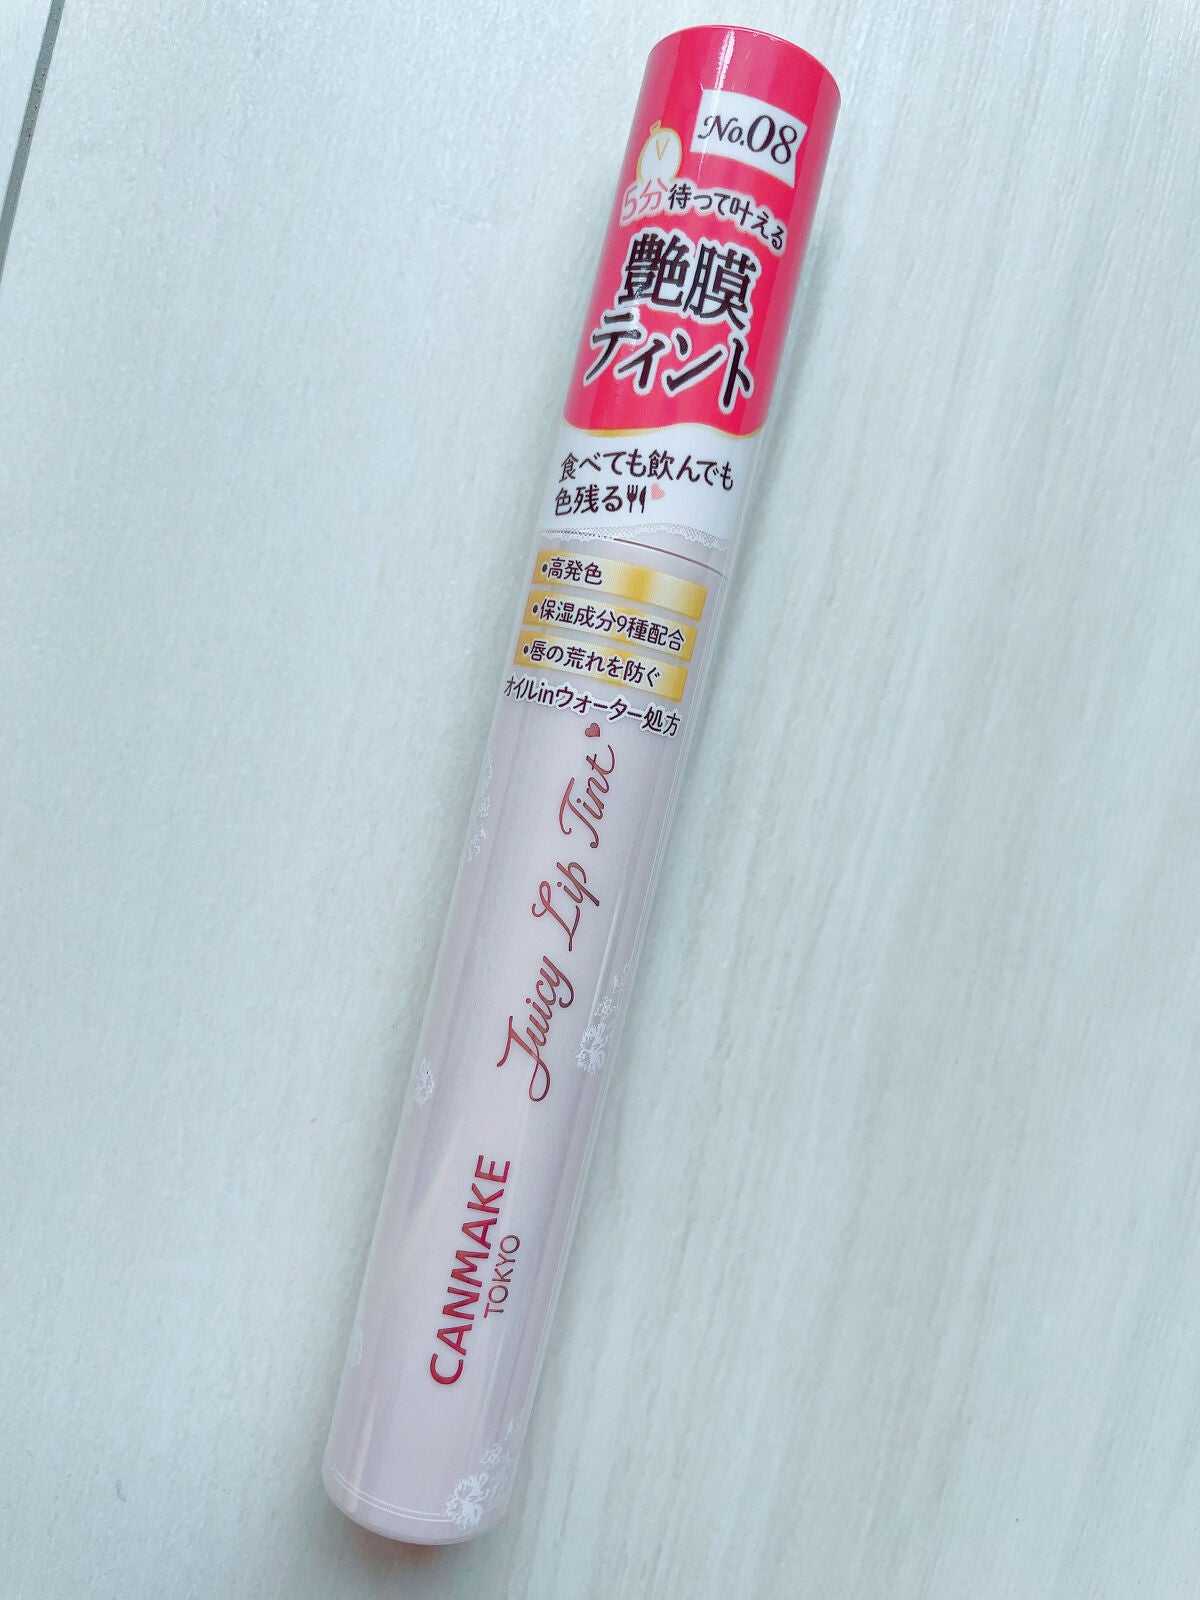 No.08
5分待って叶える
艶膜
ティント
食べても飲んでも
色残る
•高発色
•保湿成分9種配合
•唇の荒れを防ぐ
オイルinウォーター処方
Juicy Lip Tint
CANMAKE
TOKYO